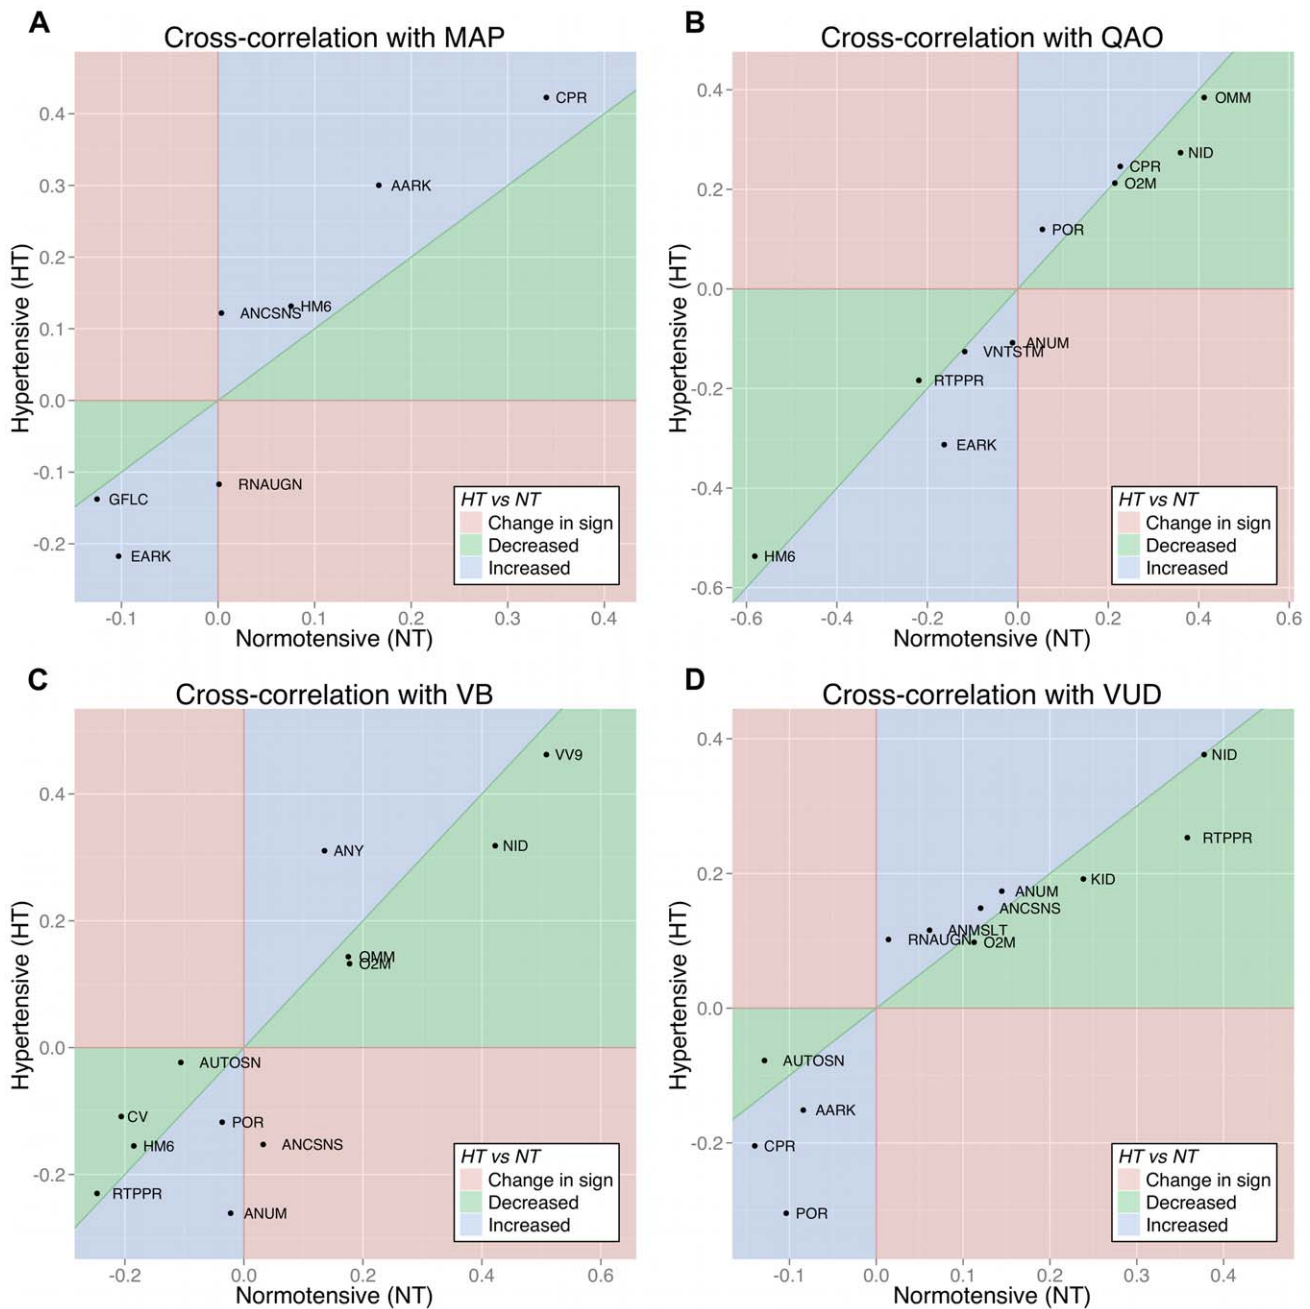 A
Cross-correlation with MAP
Hypertensive (HT)
0.4
0.3
0.2
0.1
0.0
-0.1
-0.2
CPR
AARK
HM6
ANCSNS
RNAUGN
GFLC
EARK
HT vs NT
Change in sign
Decreased
Increased
-0.1 0.0 0.1 0.2 0.3 0.4
Normotensive (NT)
B
Cross-correlation with QAO
Hypertensive (HT)
0.4
0.2
0.0
-0.2
-0.4
-0.6
OMM
NID
CPR
O2M
POR
ANUM
VNTSTM
RTPPR
EARK
HM6
HT vs NT
Change in sign
Decreased
Increased
-0.6 -0.4 -0.2 0.0 0.2 0.4 0.6
Normotensive (NT)
C
Cross-correlation with VB
Hypertensive (HT)
0.4
0.2
0.0
-0.2
VV9
NID
ANY
OMM
O2M
AUTOSN
CV
POR
HM6
ANCSNS
RTPPR
ANUM
HT vs NT
Change in sign
Decreased
Increased
-0.2 0.0 0.2 0.4 0.6
Normotensive (NT)
D
Cross-correlation with VUD
Hypertensive (HT)
0.4
0.2
0.0
-0.2
NID
RTPPR
KID
ANUM
ANCSNS
ANMSLT
RNAUGN
O2M
AUTOSN
AARK
CPR
POR
HT vs NT
Change in sign
Decreased
Increased
-0.1 0.0 0.1 0.2 0.3 0.4
Normotensive (NT)